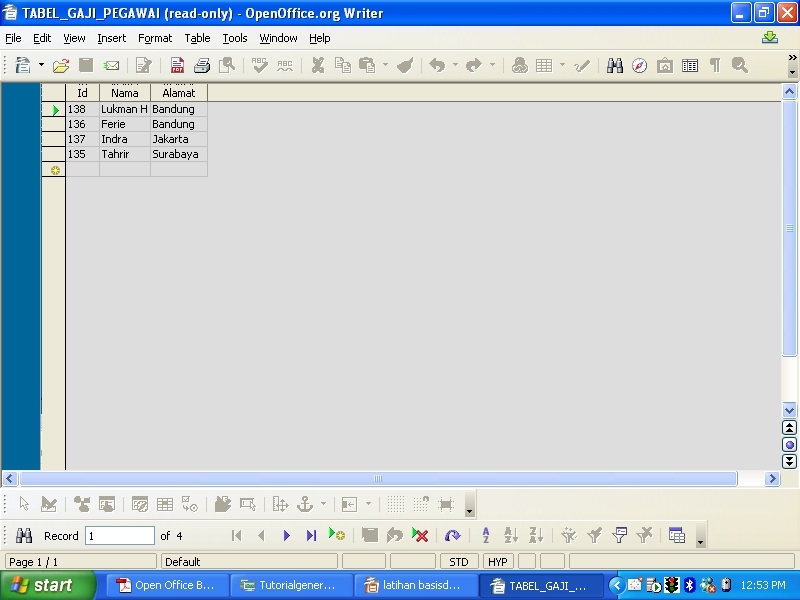 TABEL_GAJI_PEGAWAI (read-only) - OpenOffice.org Writer
File Edit View Insert Format Table Tools Window Help
ABC ABC
Id Nama Alamat
138 Lukman H Bandung
136 Ferie Bandung
137 Indra Jakarta
135 Tahrir Surabaya
Record 1 of 4
Page 1 / 1 Default STD HYP
start Open Office B... Tutorialgener... latihan basisd... TABEL_GAJI_... 12:53 PM